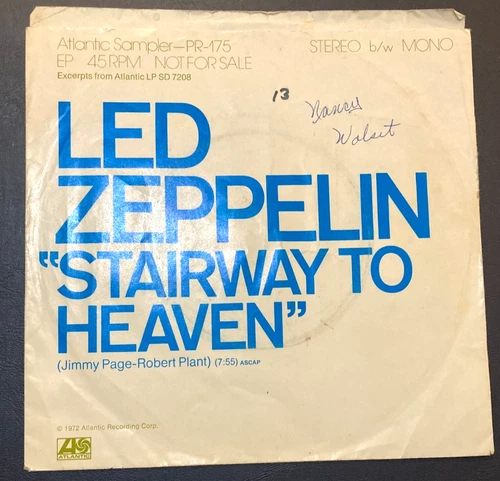 Atlantic Sampler—PR-175 STEREO b/w MONO
EP 45 RPM NOT FOR SALE
Excerpts from Atlantic LP SD 7208
13
Nancy
LED
ZEPPELIN
“STAIRWAY TO
HEAVEN”
(Jimmy Page-Robert Plant) (7:55) ASCAP
© 1972 Atlantic Recording Corp.
ATLANTIC